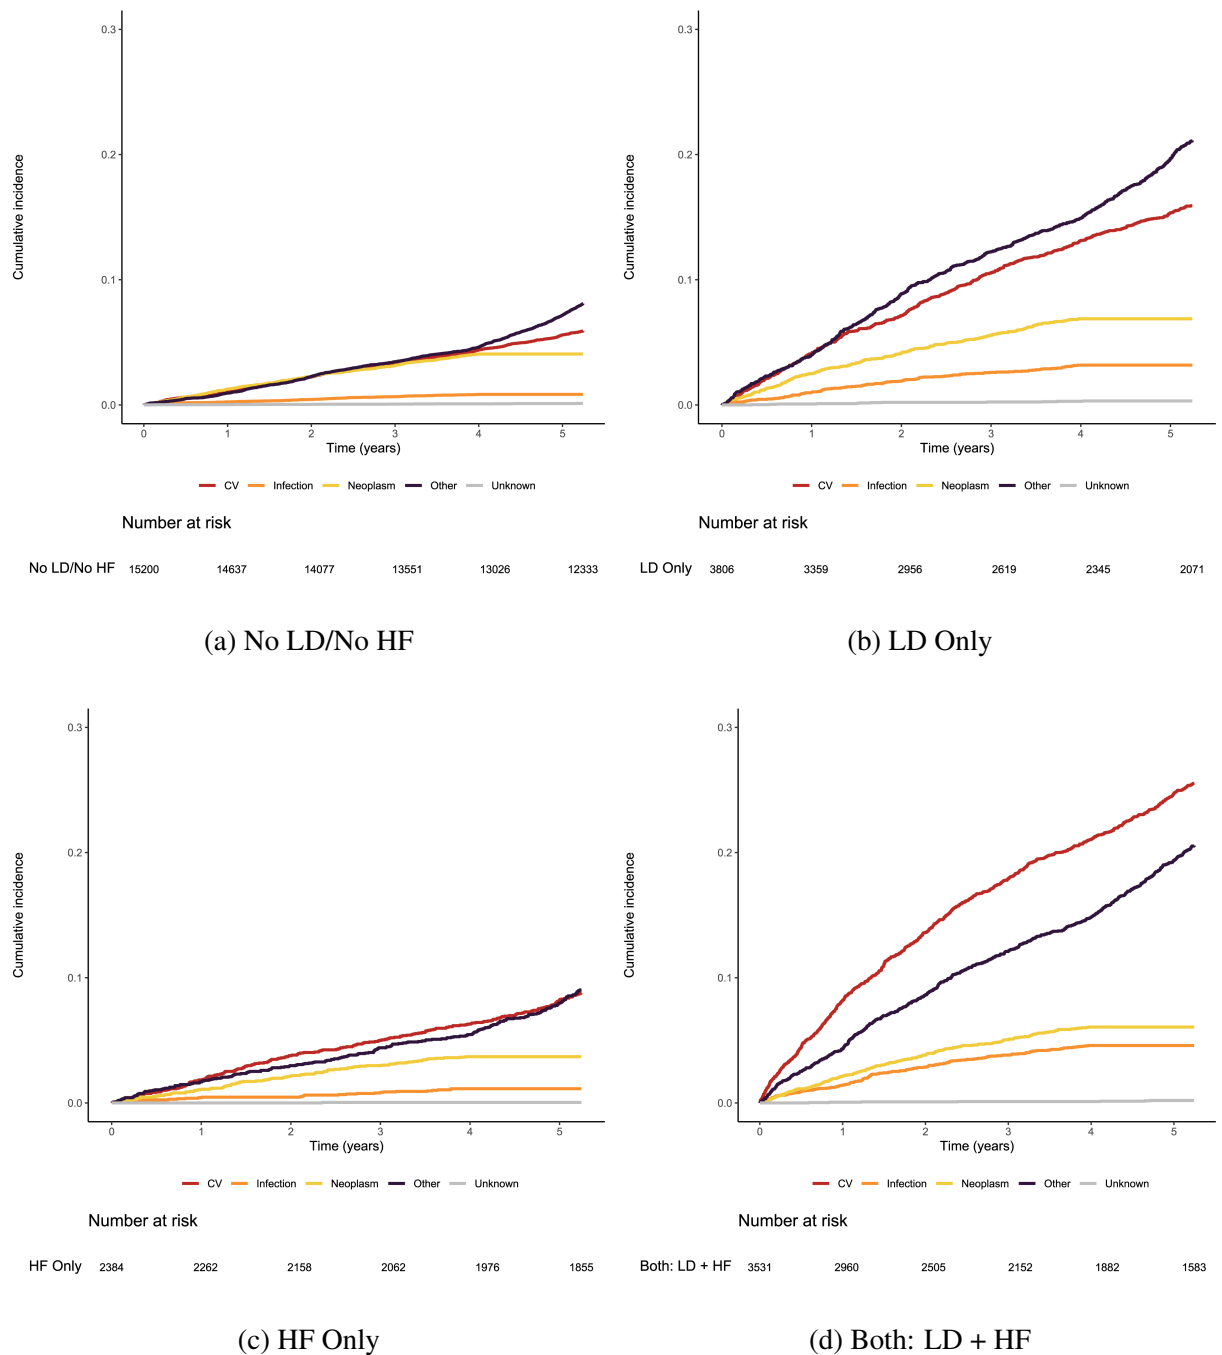 Cumulative incidence
0.3
0.2
0.1
0.0
0 1 2 3 4 5
Time (years)
CV Infection Neoplasm Other Unknown
Number at risk
No LD/No HF 15200 14637 14077 13551 13026 12333
(a) No LD/No HF
Cumulative incidence
0.3
0.2
0.1
0.0
0 1 2 3 4 5
Time (years)
CV Infection Neoplasm Other Unknown
Number at risk
LD Only 3806 3359 2956 2619 2345 2071
(b) LD Only
Cumulative incidence
0.3
0.2
0.1
0.0
0 1 2 3 4 5
Time (years)
CV Infection Neoplasm Other Unknown
Number at risk
HF Only 2384 2262 2158 2062 1976 1855
(c) HF Only
Cumulative incidence
0.3
0.2
0.1
0.0
0 1 2 3 4 5
Time (years)
CV Infection Neoplasm Other Unknown
Number at risk
Both: LD + HF 3531 2960 2505 2152 1882 1583
(d) Both: LD + HF